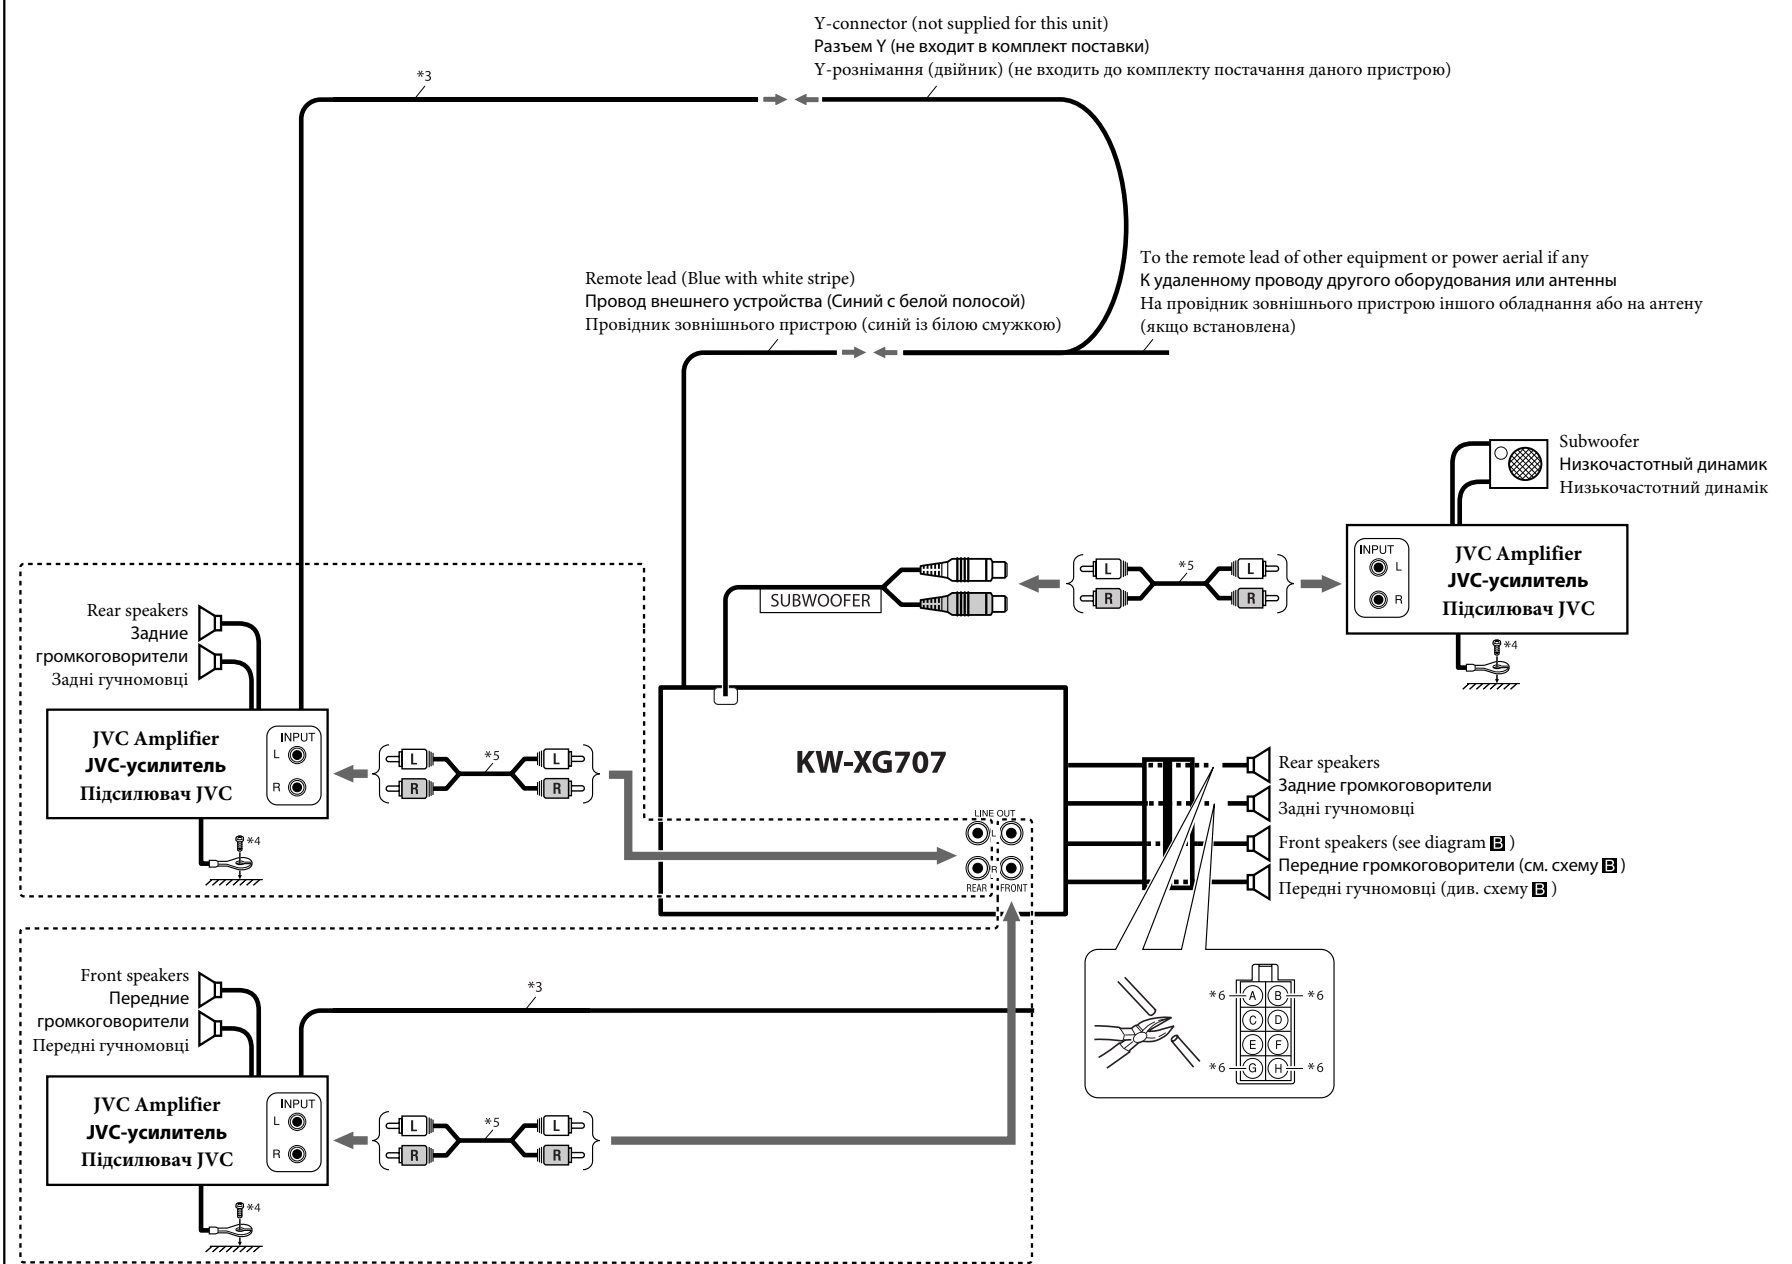 Y-connector (not supplied for this unit)
Разъем Y (не входит в комплект поставки)
Y-рознімання (двійник) (не входить до комплекту постачання даного пристрою)
*3
Remote lead (Blue with white stripe)
Провод внешнего устройства (Синий с белой полосой)
Провідник зовнішнього пристрою (синій із білою смужкою)
To the remote lead of other equipment or power aerial if any
К удаленному проводу другого оборудования или антенны
На провідник зовнішнього пристрою іншого обладнання або на антену
(якщо встановлена)
Subwoofer
Низкочастотный динамик
Низькочастотний динамік
SUBWOOFER
L
R
*5
L
R
INPUT
L
R
JVC Amplifier
JVC-усилитель
Підсилювач JVC
*4
Rear speakers
Задние
громкоговорители
Задні гучномовці
JVC Amplifier
JVC-усилитель
Підсилювач JVC
INPUT
L
R
*4
L
R
*5
L
R
KW-XG707
LINE OUT
L
R
REAR
FRONT
Rear speakers
Задние громкоговорители
Задні гучномовці
Front speakers (see diagram B )
Передние громкоговорители (см. схему B )
Передні гучномовці (див. схему B )
*6 A B *6
C D
E F
*6 G H *6
Front speakers
Передние
громкоговорители
Передні гучномовці
*3
JVC Amplifier
JVC-усилитель
Підсилювач JVC
INPUT
L
R
*4
L
R
*5
L
R